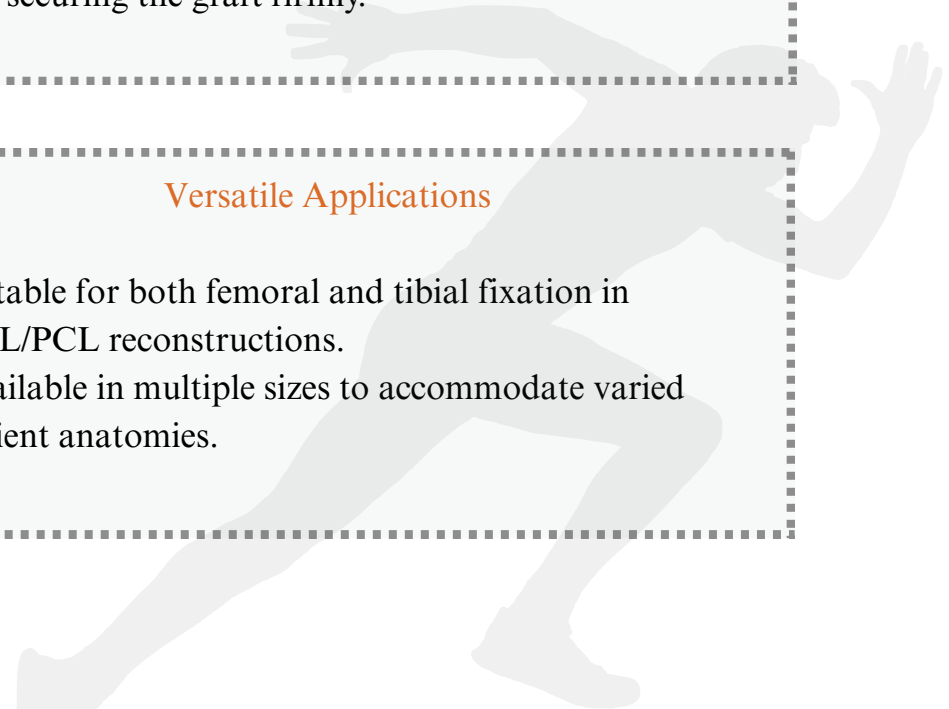 securing the graft firmly.
Versatile Applications
table for both femoral and tibial fixation in
L/PCL reconstructions.
ailable in multiple sizes to accommodate varied
ient anatomies.